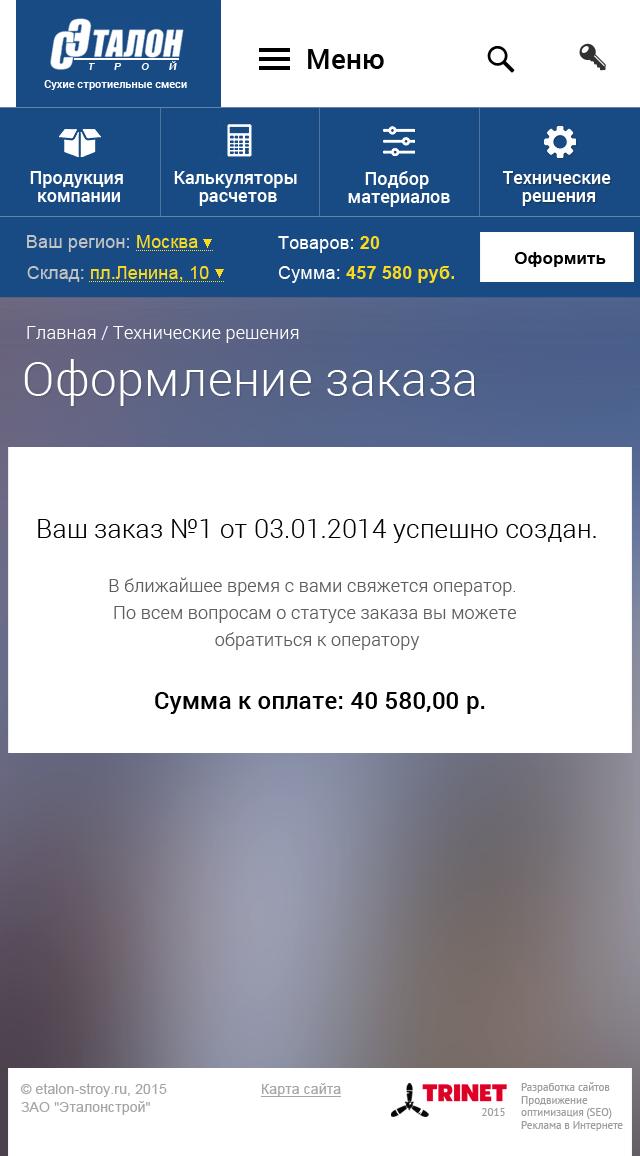 ЭТАЛОН
СТРОЙ
Сухие стротиельные смеси
Меню
Продукция
компании
Калькуляторы
расчетов
Подбор
материалов
Технические
решения
Ваш регион: Москва
Товаров: 20
Оформить
Склад: пл.Ленина, 10
Сумма: 457 580 руб.
Главная / Технические решения
Оформление заказа
Ваш заказ №1 от 03.01.2014 успешно создан.
В ближайшее время с вами свяжется оператор.
По всем вопросам о статусе заказа вы можете
обратиться к оператору
Сумма к оплате: 40 580,00 р.
© etalon-stroy.ru, 2015
ЗАО "Эталонстрой"
Карта сайта
TRINET
2015
Разработка сайтов
Продвижение
оптимизация (SEO)
Реклама в Интернете